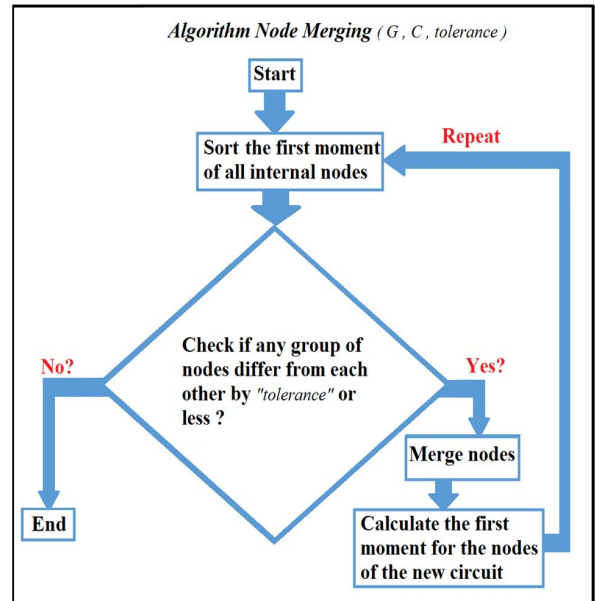 Algorithm Node Merging ( G , C , tolerance )
Start
Sort the first moment
of all internal nodes
Repeat
Check if any group of
nodes differ from each
other by "tolerance" or
less ?
No?
Yes?
Merge nodes
End
Calculate the first
moment for the nodes
of the new circuit